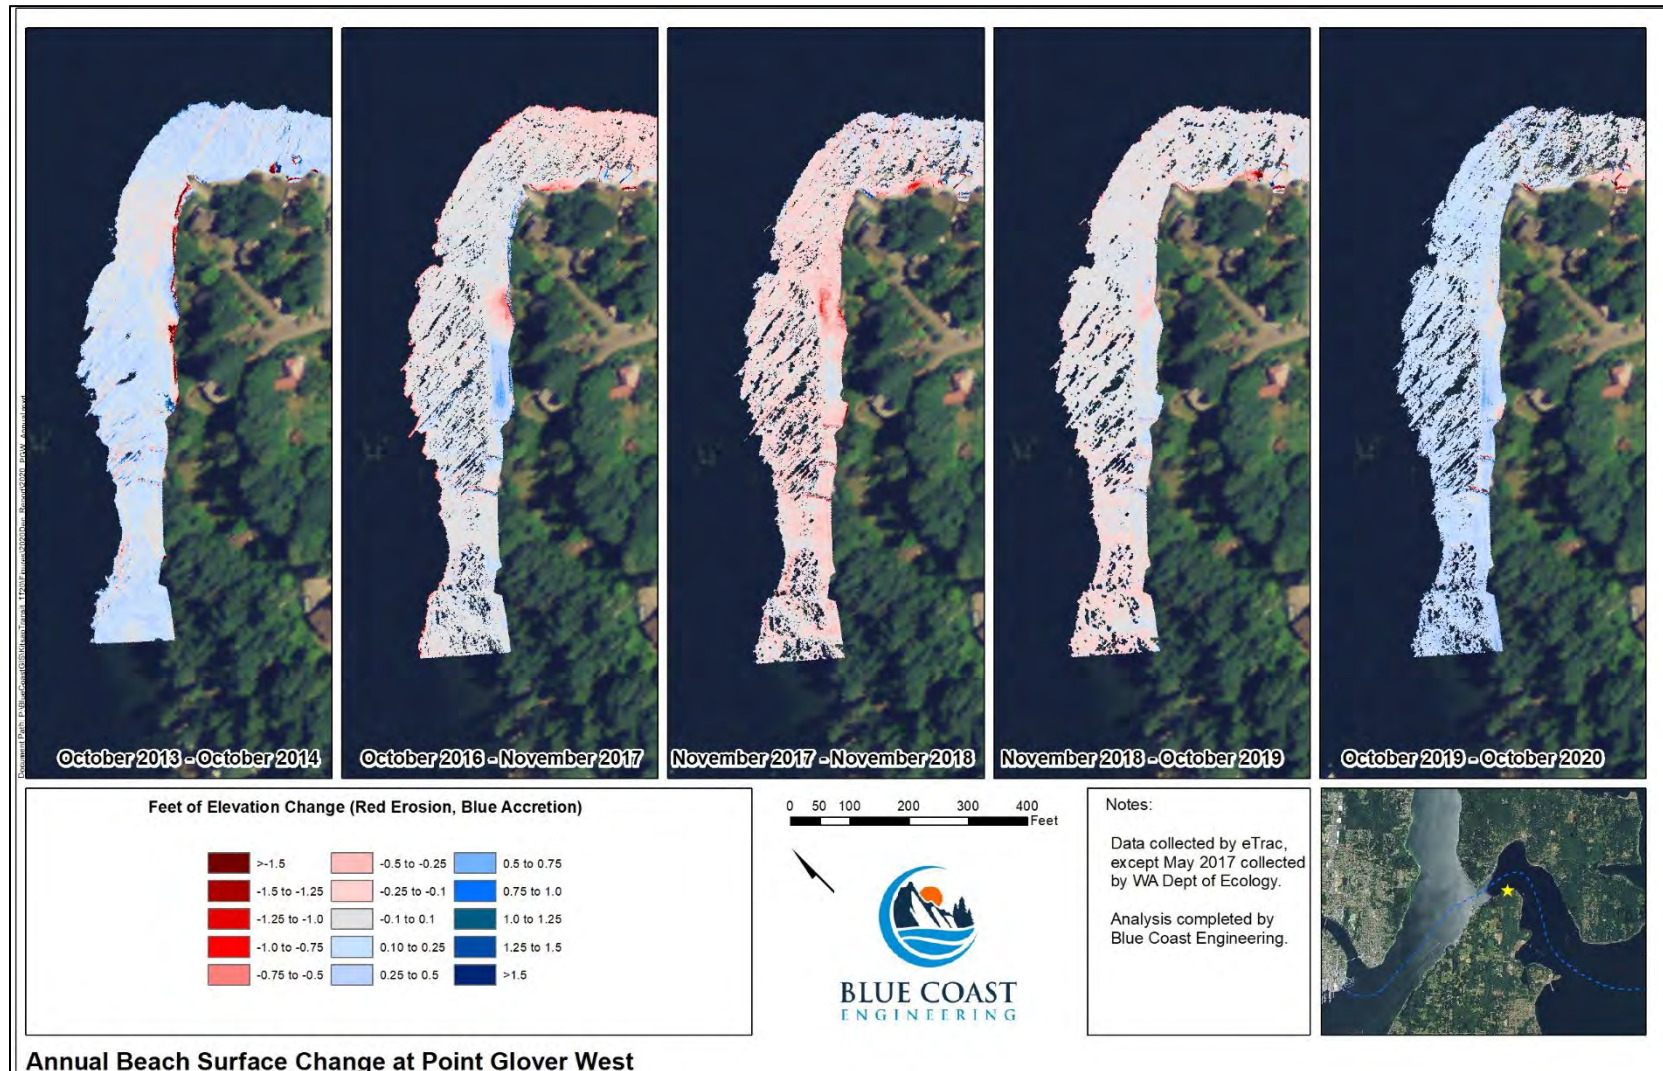 October 2013 - October 2014
October 2016 - November 2017
November 2017 - November 2018
November 2018 - October 2019
October 2019 - October 2020
Feet of Elevation Change (Red Erosion, Blue Accretion)
>-1.5
-1.5 to -1.25
-1.25 to -1.0
-1.0 to -0.75
-0.75 to -0.5
-0.5 to -0.25
-0.25 to -0.1
-0.1 to 0.1
0.10 to 0.25
0.25 to 0.5
0.5 to 0.75
0.75 to 1.0
1.0 to 1.25
1.25 to 1.5
>1.5
0 50 100 200 300 400
Feet
BLUE COAST
ENGINEERING
Notes:
Data collected by eTrac,
except May 2017 collected
by WA Dept of Ecology.
Analysis completed by
Blue Coast Engineering.
Annual Beach Surface Change at Point Glover West